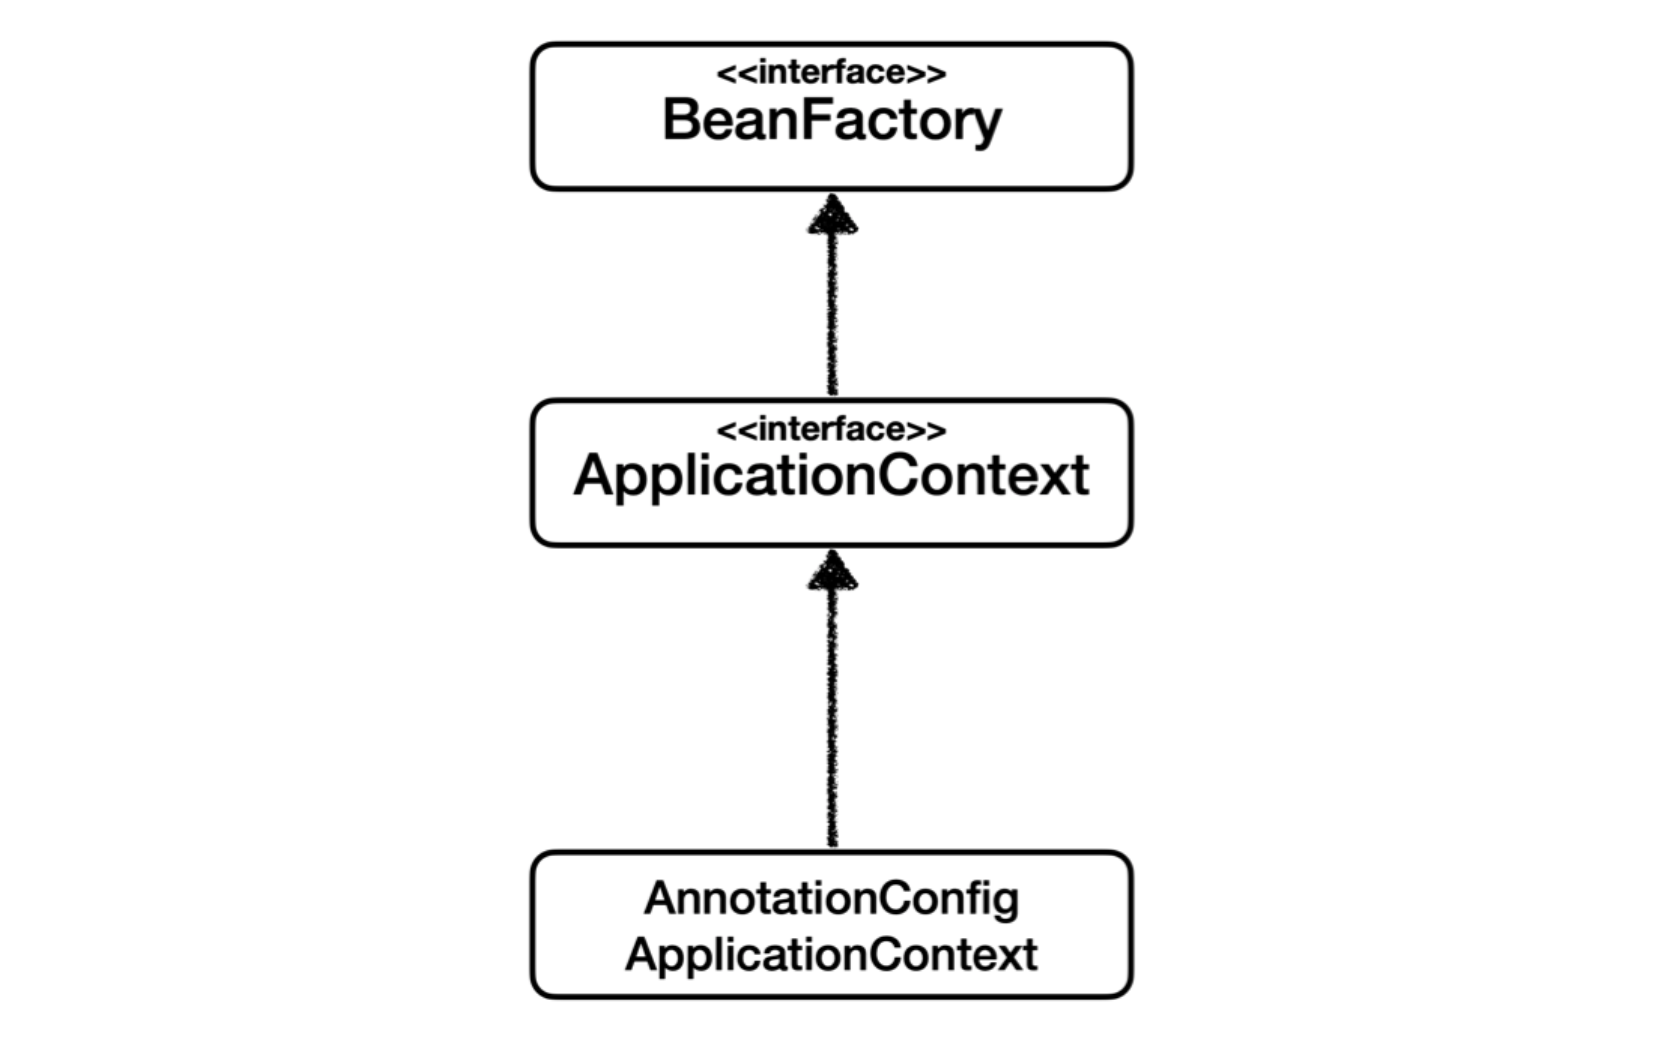 <<interface>>
BeanFactory
<<interface>>
ApplicationContext
AnnotationConfig
ApplicationContext